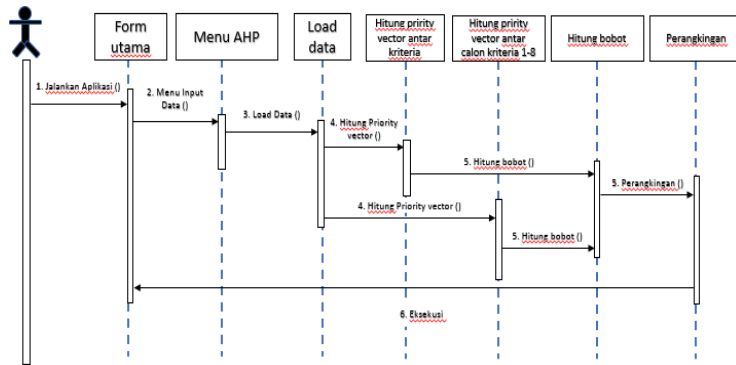 Form
utama
Menu AHP
Load
data
Hitung pririty
vector antar
kriteria
Hitung pririty
vector antar
calon kriteria 1-8
Hitung bobot
Perangkingan
1. Jalankan Aplikasi ()
2. Menu Input
Data ()
3. Load Data ()
4. Hitung Priority
vector ()
5. Hitung bobot ()
5. Perangkingan ()
4. Hitung Priority vector ()
5. Hitung bobot ()
6. Eksekusi